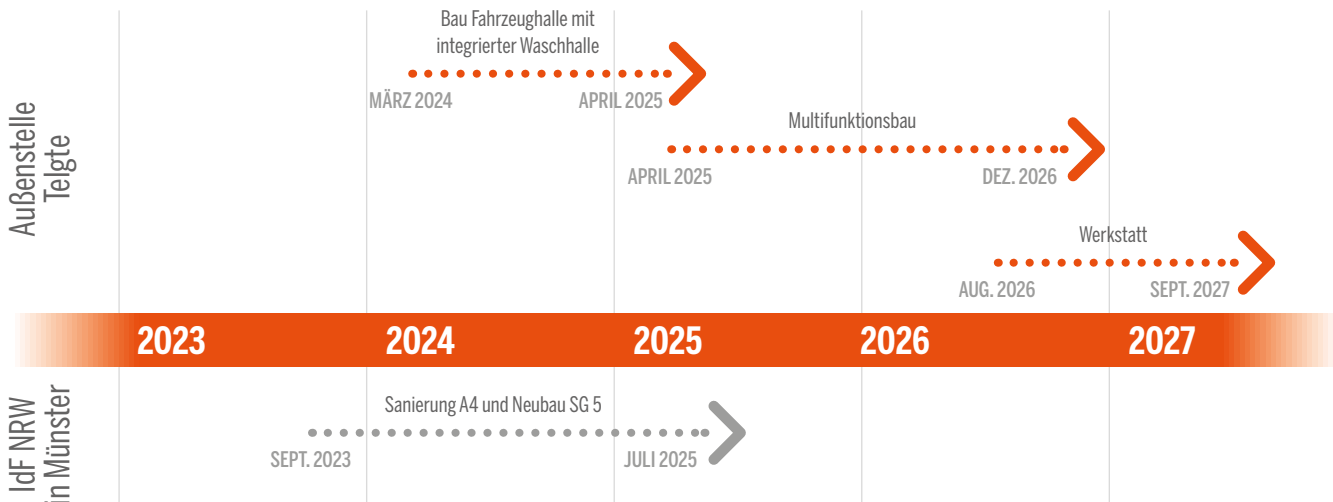 Außenstelle
Telgte
Bau Fahrzeughalle mit
integrierter Waschhalle
MÄRZ 2024
APRIL 2025
Multifunktionsbau
APRIL 2025
DEZ. 2026
Werkstatt
AUG. 2026
SEPT. 2027
2023
2024
2025
2026
2027
IdF NRW
in Münster
Sanierung A4 und Neubau SG 5
SEPT. 2023
JULI 2025